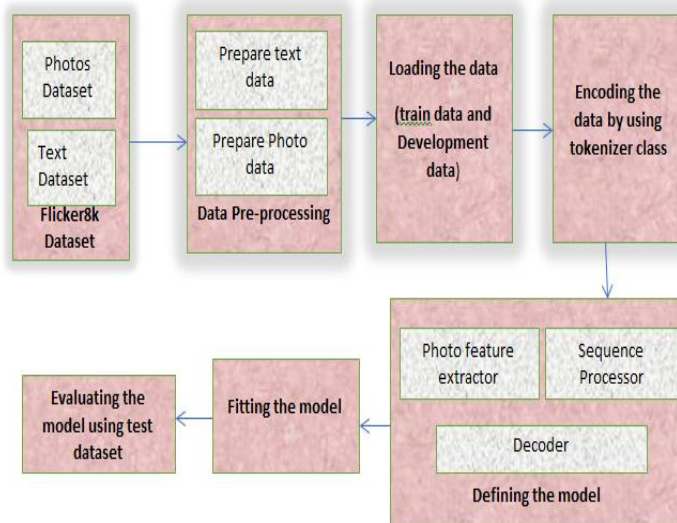 Photos
Dataset
Text
Dataset
Flicker8k
Dataset
Prepare text
data
Prepare Photo
data
Data Pre-processing
Loading the data
(train data and
Development
data)
Encoding the
data by using
tokenizer class
Photo feature
extractor
Sequence
Processor
Decoder
Defining the model
Fitting the model
Evaluating the
model using test
dataset